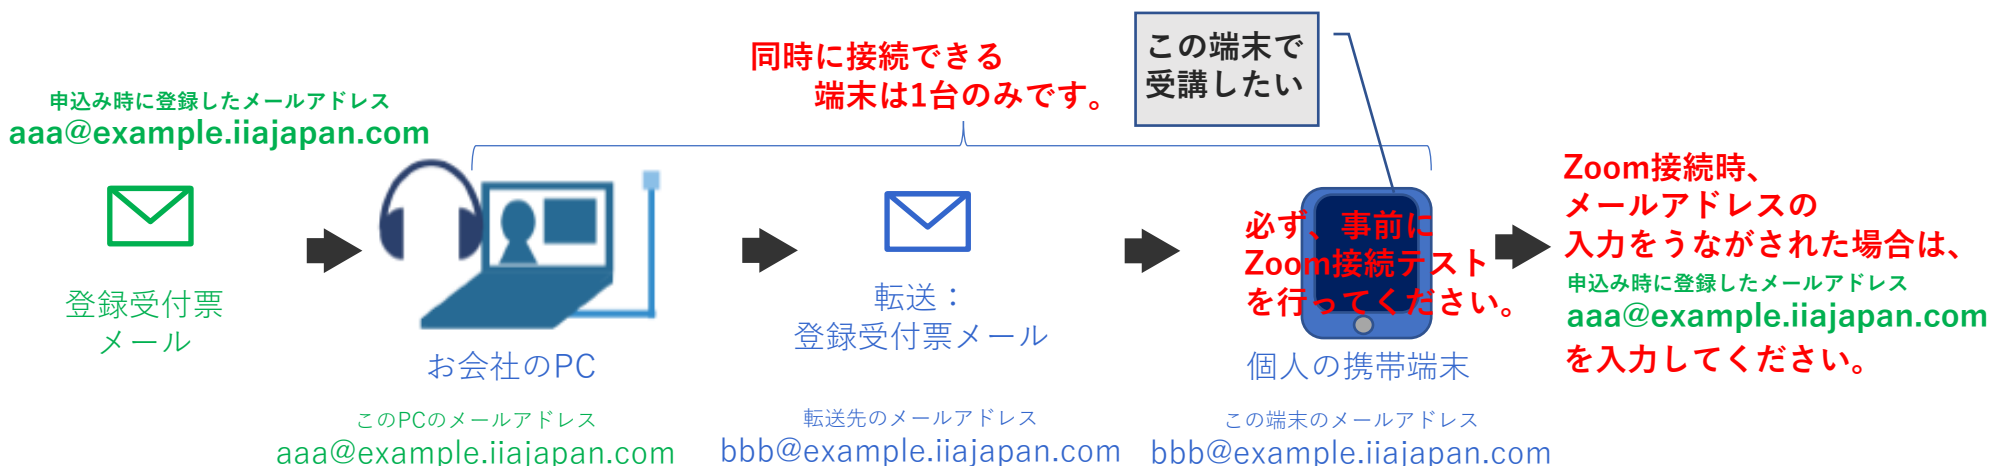 申込み時に登録したメールアドレス
aaa@example.iiajapan.com
登録受付票
メール
同時に接続できる
端末は1台のみです。
この端末で
受講したい
お会社のPC
このPCのメールアドレス
aaa@example.iiajapan.com
転送：
登録受付票メール
転送先のメールアドレス
bbb@example.iiajapan.com
必ず、事前に
Zoom接続テスト
を行ってください。
個人の携帯端末
この端末のメールアドレス
bbb@example.iiajapan.com
Zoom接続時、
メールアドレスの
入力をうながされた場合は、
申込み時に登録したメールアドレス
aaa@example.iiajapan.com
を入力してください。